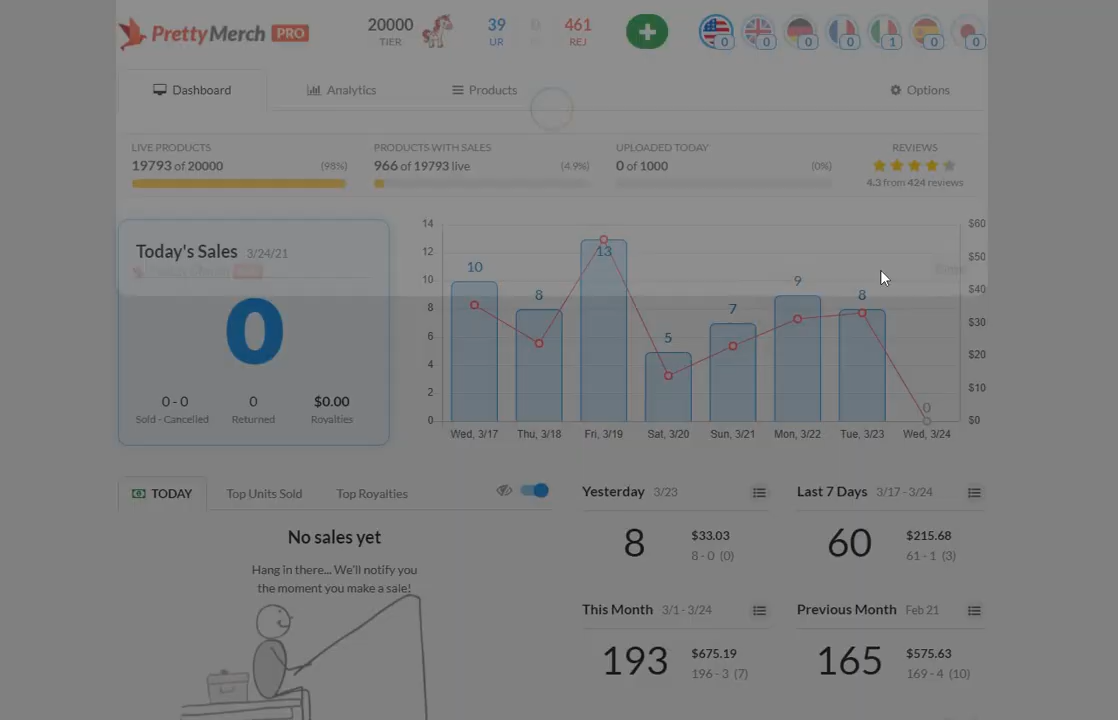 PrettyMerch PRO
20000 39 0 461
TIER UR REJ
0 0 0 0 1 0 0
Dashboard Analytics Products Options
LIVE PRODUCTS PRODUCTS WITH SALES UPLOADED TODAY REVIEWS
19793 of 20000 (98%) 966 of 19793 live (4.9%) 0 of 1000 (0%)
4.3 from 424 reviews
Today's Sales 3/24/21
0
0 - 0 0 $0.00
Sold - Cancelled Returned Royalties
14 $60
12 $50
10 $40
8 $30
6 $20
4 $10
2 $0
0
10 8 13 5 7 9 8 0
Wed, 3/17 Thu, 3/18 Fri, 3/19 Sat, 3/20 Sun, 3/21 Mon, 3/22 Tue, 3/23 Wed, 3/24
TODAY Top Units Sold Top Royalties
No sales yet
Hang in there... We'll notify you
the moment you make a sale!
Yesterday 3/23 Last 7 Days 3/17 - 3/24
8 $33.03 60 $215.68
8 - 0 (0) 61 - 1 (3)
This Month 3/1 - 3/24 Previous Month Feb 21
193 $675.19 165 $575.63
196 - 3 (7) 169 - 4 (10)